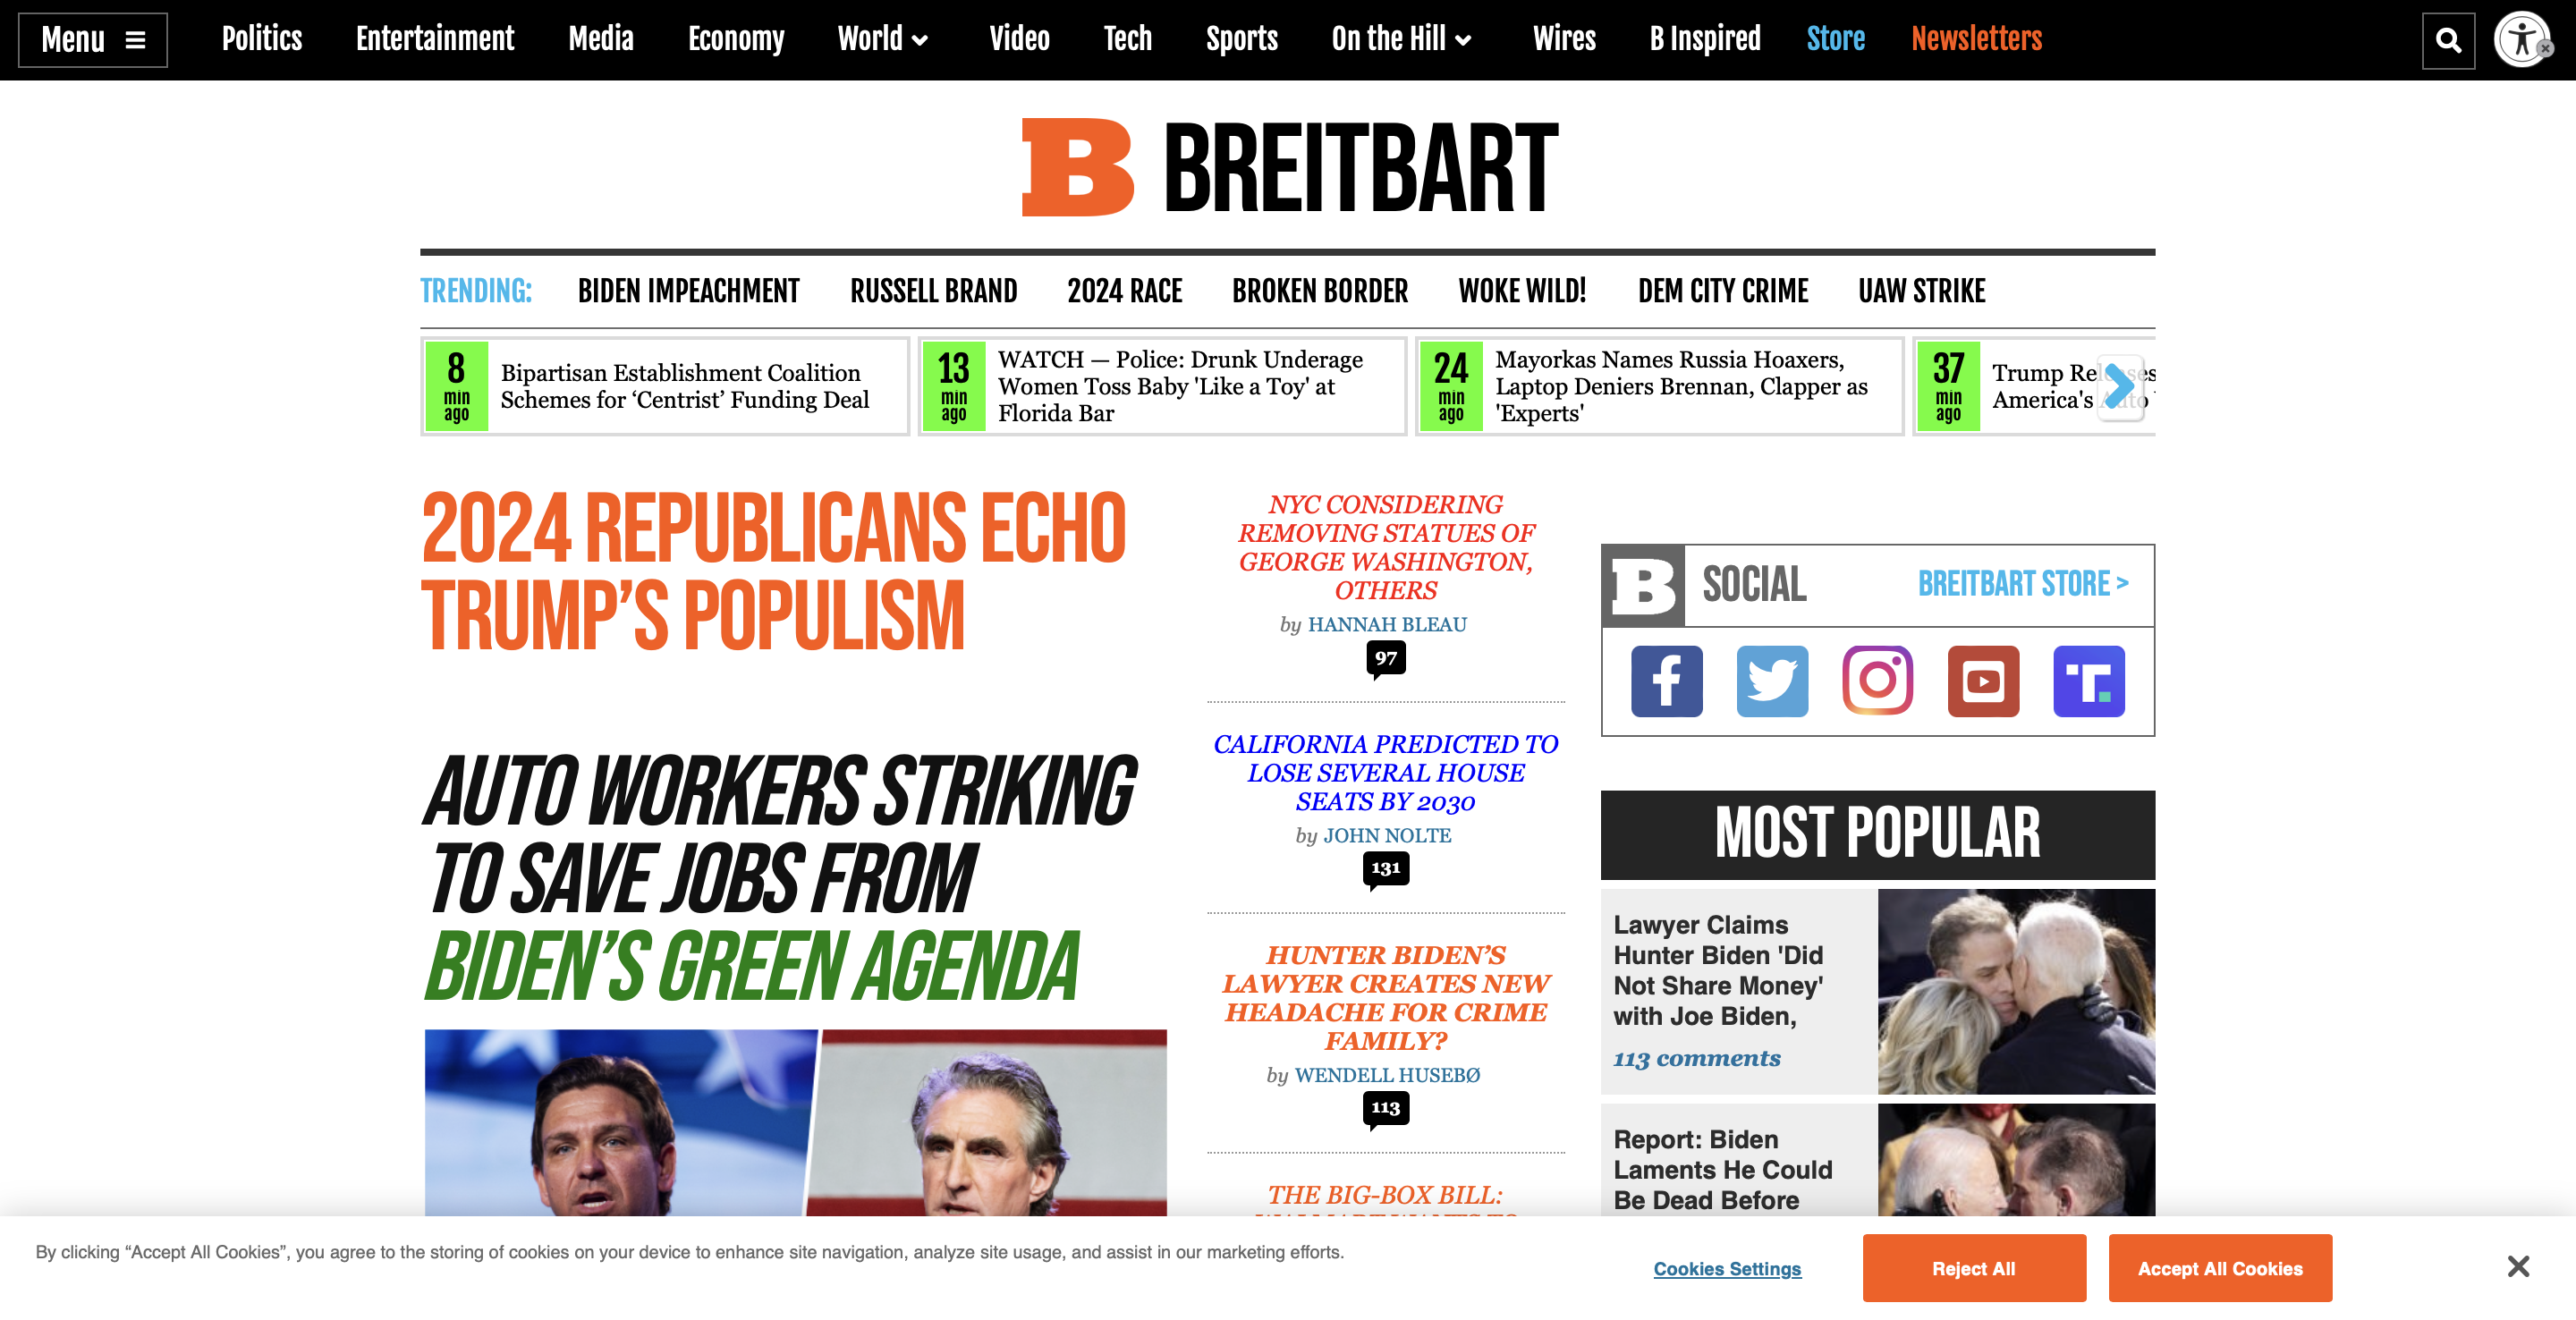 Menu
Politics
Entertainment
Media
Economy
World
Video
Tech
Sports
On the Hill
Wires
B Inspired
Store
Newsletters
B BREITBART
TRENDING:
BIDEN IMPEACHMENT
RUSSELL BRAND
2024 RACE
BROKEN BORDER
WOKE WILD!
DEM CITY CRIME
UAW STRIKE
8
min
ago
Bipartisan Establishment Coalition
Schemes for ‘Centrist’ Funding Deal
13
min
ago
WATCH — Police: Drunk Underage
Women Toss Baby 'Like a Toy' at
Florida Bar
24
min
ago
Mayorkas Names Russia Hoaxers,
Laptop Deniers Brennan, Clapper as
'Experts'
37
min
ago
Trump Releases
America's Auto
2024 REPUBLICANS ECHO
TRUMP’S POPULISM
AUTO WORKERS STRIKING
TO SAVE JOBS FROM
BIDEN’S GREEN AGENDA
NYC CONSIDERING
REMOVING STATUES OF
GEORGE WASHINGTON,
OTHERS
by HANNAH BLEAU
97
CALIFORNIA PREDICTED TO
LOSE SEVERAL HOUSE
SEATS BY 2030
by JOHN NOLTE
131
HUNTER BIDEN’S
LAWYER CREATES NEW
HEADACHE FOR CRIME
FAMILY?
by WENDELL HUSEBØ
113
THE BIG-BOX BILL:
B SOCIAL
BREITBART STORE >
MOST POPULAR
Lawyer Claims
Hunter Biden 'Did
Not Share Money'
with Joe Biden,
113 comments
Report: Biden
Laments He Could
Be Dead Before
By clicking “Accept All Cookies”, you agree to the storing of cookies on your device to enhance site navigation, analyze site usage, and assist in our marketing efforts.
Cookies Settings
Reject All
Accept All Cookies